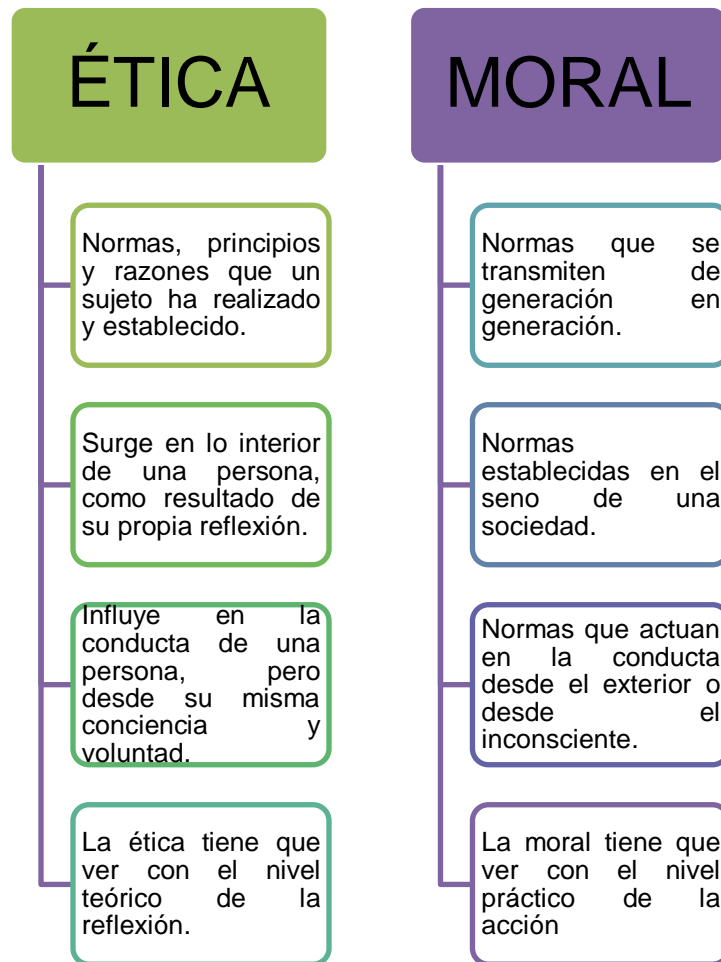 ÉTICA
Normas, principios
y razones que un
sujeto ha realizado
y establecido.
Surge en lo interior
de una persona,
como resultado de
su propia reflexión.
Influye en la
conducta de una
persona, pero
desde su misma
conciencia y
voluntad.
La ética tiene que
ver con el nivel
teórico de la
reflexión.
MORAL
Normas que se
transmiten de
generación en
generación.
Normas
establecidas en el
seno de una
sociedad.
Normas que actuan
en la conducta
desde el exterior o
desde el
inconsciente.
La moral tiene que
ver con el nivel
práctico de la
acción